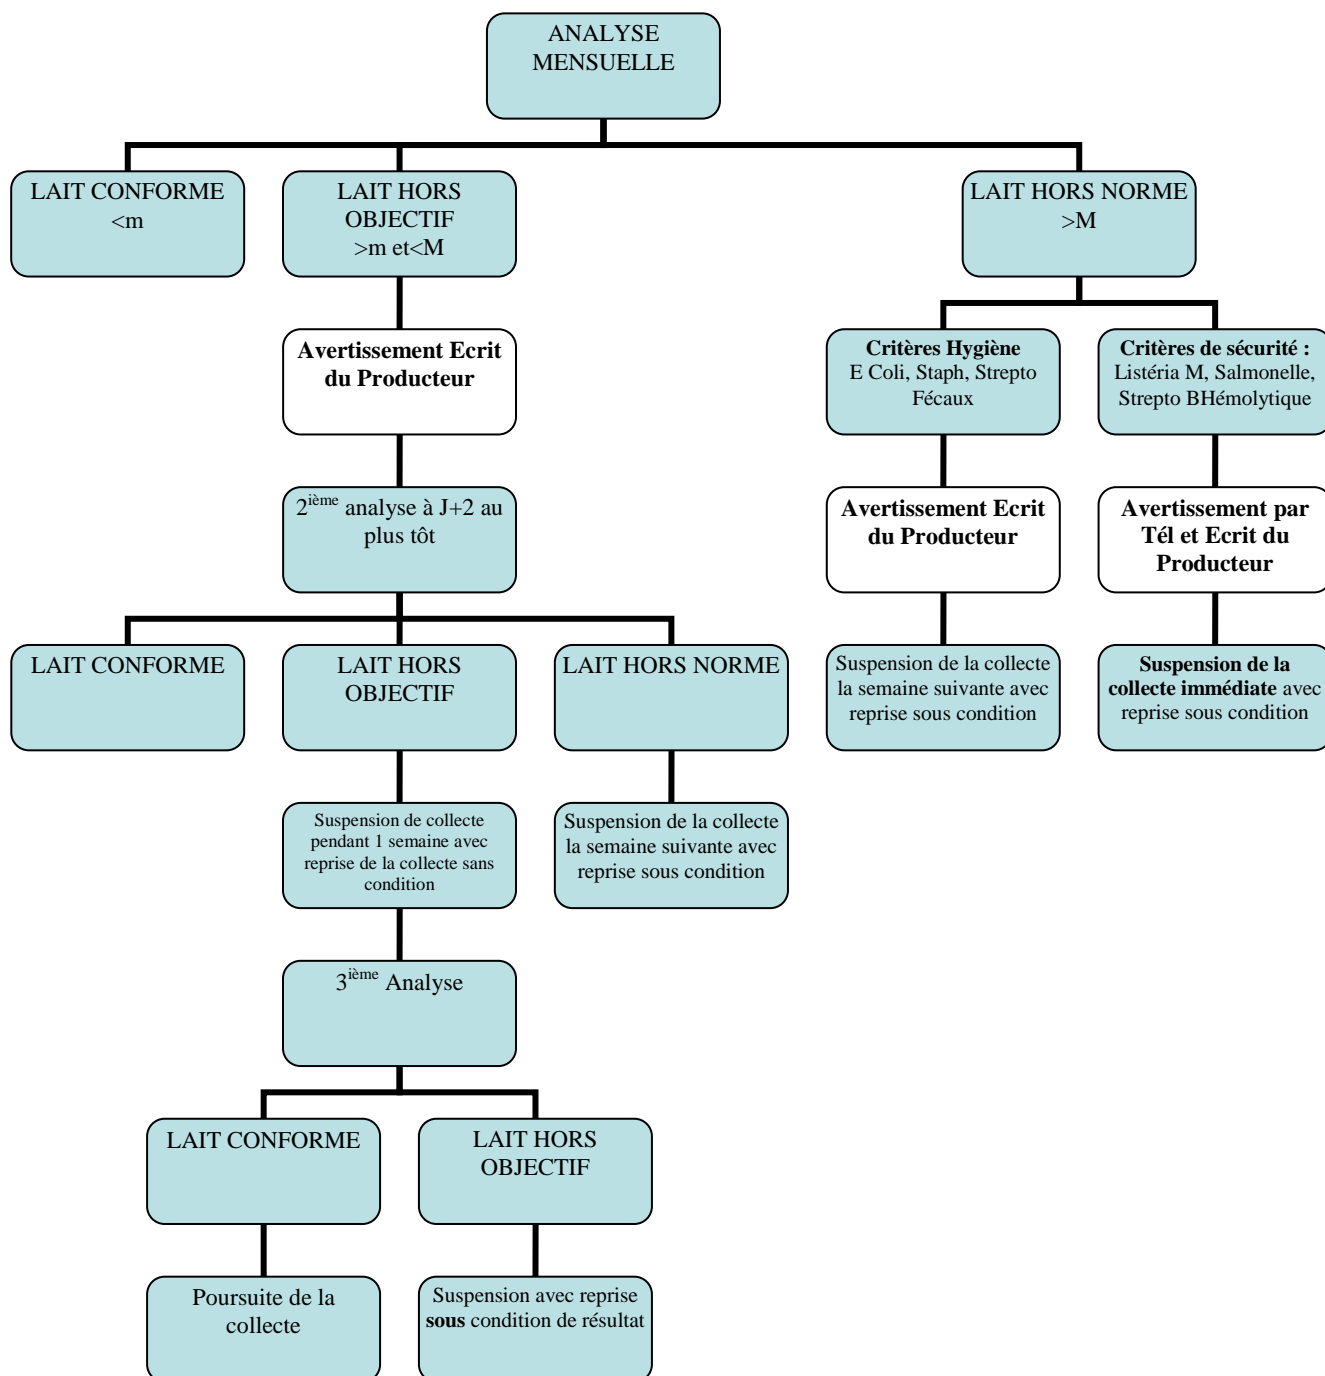 ANALYSE
MENSUELLE
LAIT CONFORME
<m
LAIT HORS
OBJECTIF
>m et<M
LAIT HORS NORME
>M
Avertissement Ecrit
du Producteur
Critères Hygiène
E Coli, Staph, Strepto
Fécaux
Critères de sécurité :
Listéria M, Salmonelle,
Strepto BHémolytique
2ième analyse à J+2 au
plus tôt
Avertissement Ecrit
du Producteur
Avertissement par
Tél et Ecrit du
Producteur
LAIT CONFORME
LAIT HORS
OBJECTIF
LAIT HORS NORME
Suspension de la collecte
la semaine suivante avec
reprise sous condition
Suspension de la
collecte immédiate avec
reprise sous condition
Suspension de collecte
pendant 1 semaine avec
reprise de la collecte sans
condition
Suspension de la collecte
la semaine suivante avec
reprise sous condition
3ième Analyse
LAIT CONFORME
LAIT HORS
OBJECTIF
Poursuite de la
collecte
Suspension avec reprise
sous condition de résultat